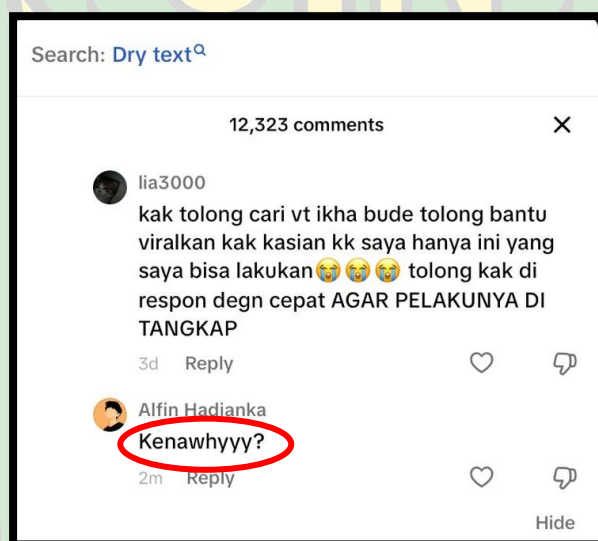 Search: Dry text
12,323 comments
lia3000
kak tolong cari vt ikha bude tolong bantu
viralkan kak kasian kk saya hanya ini yang
saya bisa lakukan😭😭😭 tolong kak di
respon degn cepat AGAR PELAKUNYA DI
TANGKAP
3d Reply
Alfin Hadianka
Kenawhyyy?
2m Reply
Hide